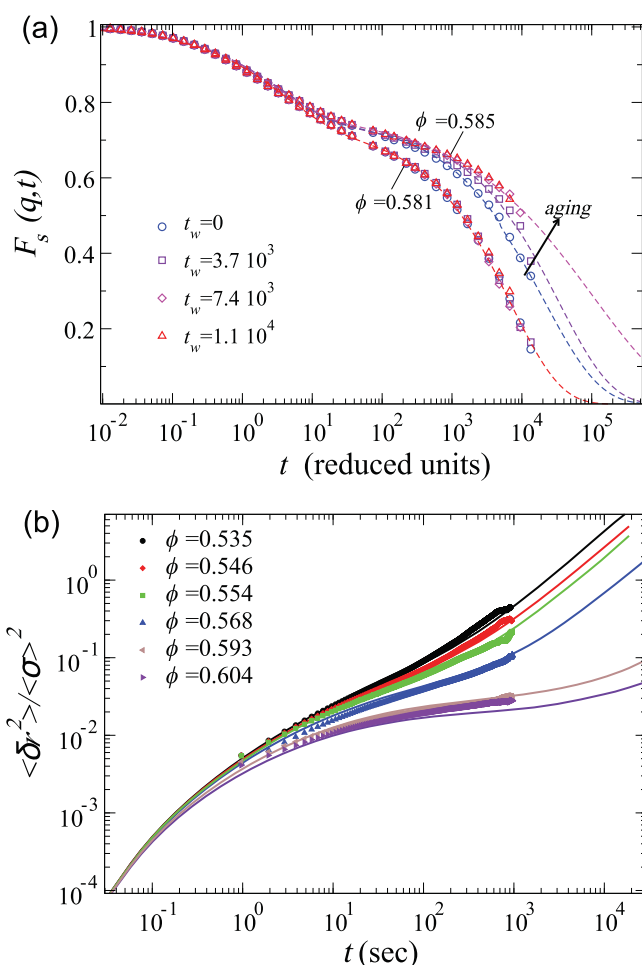 (a)
1
0.8
0.6
0.4
0.2
F_s (q,t)
ϕ =0.585
ϕ =0.581
aging
t_w=0
t_w=3.7 10^3
t_w=7.4 10^3
t_w=1.1 10^4
10^-2 10^-1 10^0 10^1 10^2 10^3 10^4 10^5
t (reduced units)
(b)
ϕ =0.535
ϕ =0.546
ϕ =0.554
ϕ =0.568
ϕ =0.593
ϕ =0.604
10^0
10^-1
10^-2
10^-3
10^-4
<δr^2>/<σ>^2
10^-1 10^0 10^1 10^2 10^3 10^4
t (sec)